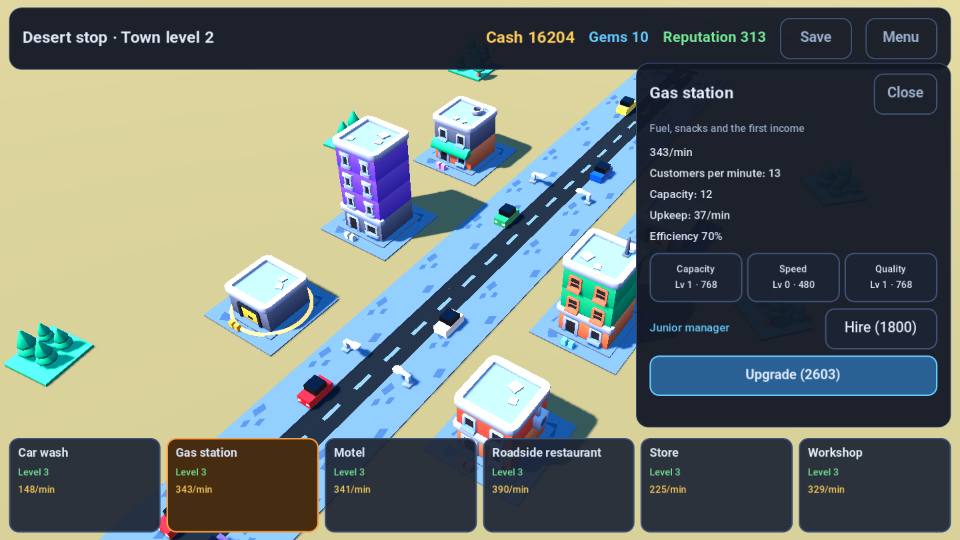 Desert stop · Town level 2
Cash 16204
Gems 10
Reputation 313
Save
Menu
Gas station
Close
Fuel, snacks and the first income
343/min
Customers per minute: 13
Capacity: 12
Upkeep: 37/min
Efficiency 70%
Capacity
Lv 1 · 768
Speed
Lv 0 · 480
Quality
Lv 1 · 768
Junior manager
Hire (1800)
Upgrade (2603)
Car wash
Level 3
148/min
Gas station
Level 3
343/min
Motel
Level 3
341/min
Roadside restaurant
Level 3
390/min
Store
Level 3
225/min
Workshop
Level 3
329/min